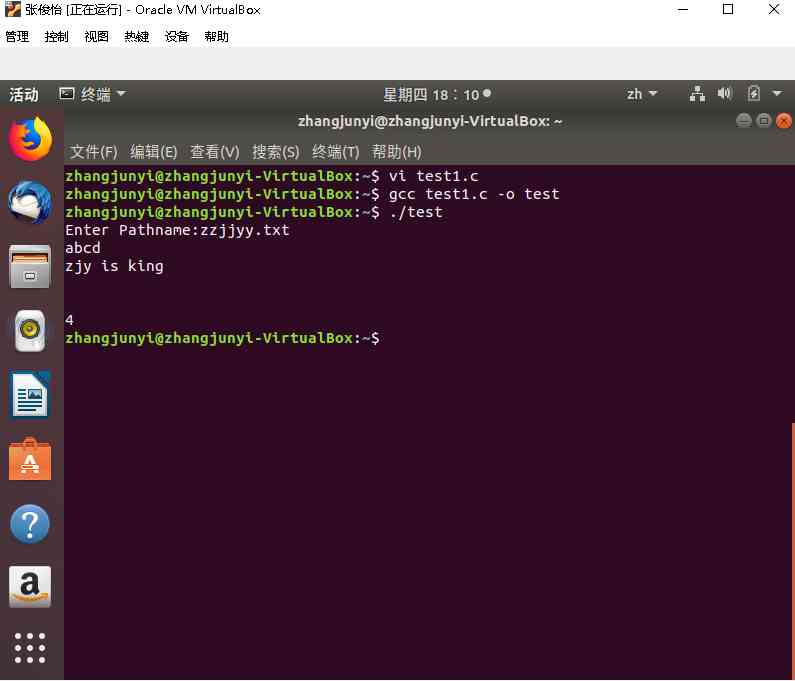 张俊怡 [正在运行] - Oracle VM VirtualBox
管理 控制 视图 热键 设备 帮助
活动 终端 星期四 18：10 zh
zhangjunyi@zhangjunyi-VirtualBox: ~
文件(F) 编辑(E) 查看(V) 搜索(S) 终端(T) 帮助(H)
zhangjunyi@zhangjunyi-VirtualBox:~$ vi test1.c
zhangjunyi@zhangjunyi-VirtualBox:~$ gcc test1.c -o test
zhangjunyi@zhangjunyi-VirtualBox:~$ ./test
Enter Pathname:zzjjyy.txt
abcd
zjy is king
4
zhangjunyi@zhangjunyi-VirtualBox:~$